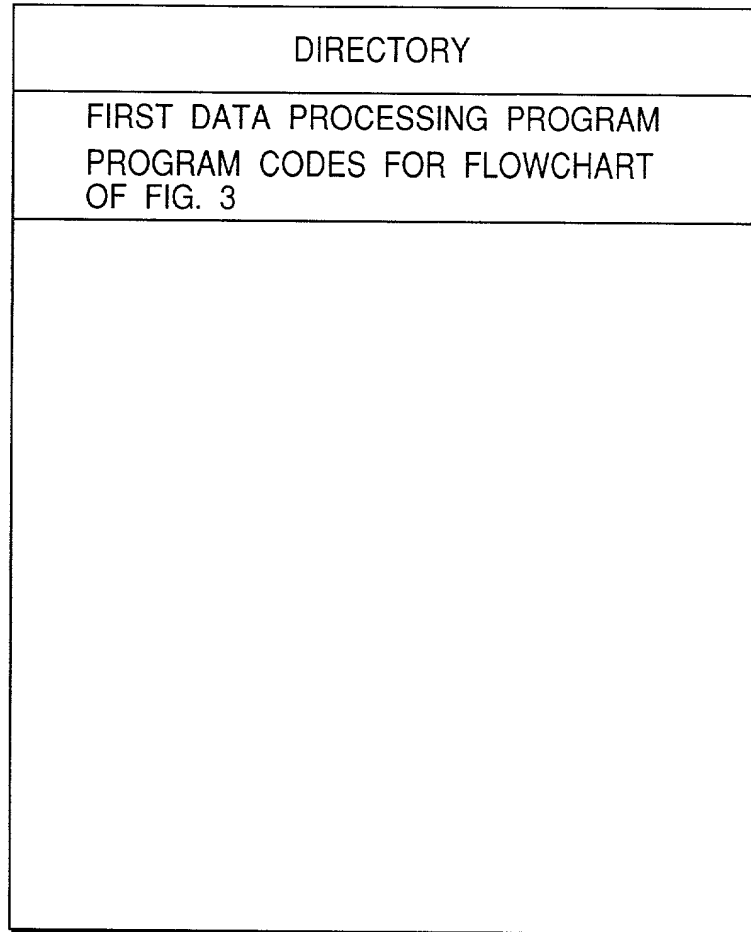 DIRECTORY
FIRST DATA PROCESSING PROGRAM
PROGRAM CODES FOR FLOWCHART
OF FIG. 3